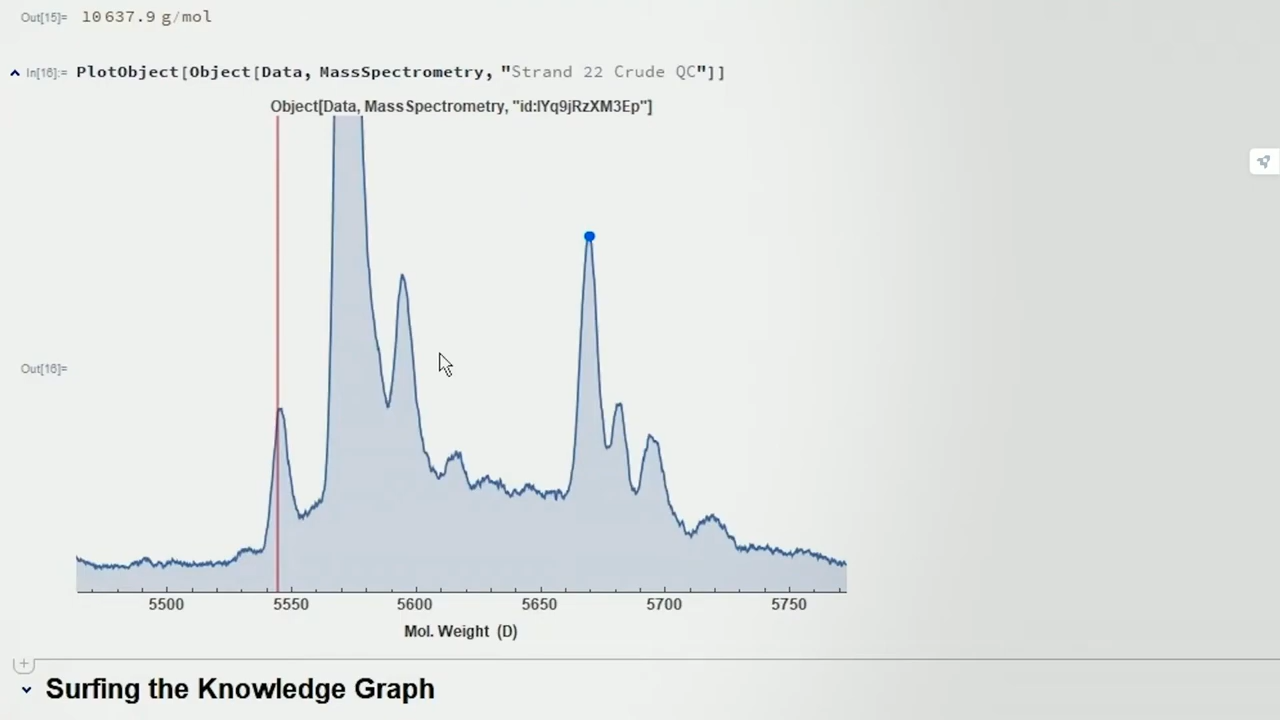 Out[15]= 10637.9 g/mol
In[16]:= PlotObject[Object[Data, MassSpectrometry, "Strand 22 Crude QC"]]
Object[Data, MassSpectrometry, "id:lYq9jRzXM3Ep"]
Out[16]=
5500 5550 5600 5650 5700 5750
Mol. Weight (D)
Surfing the Knowledge Graph